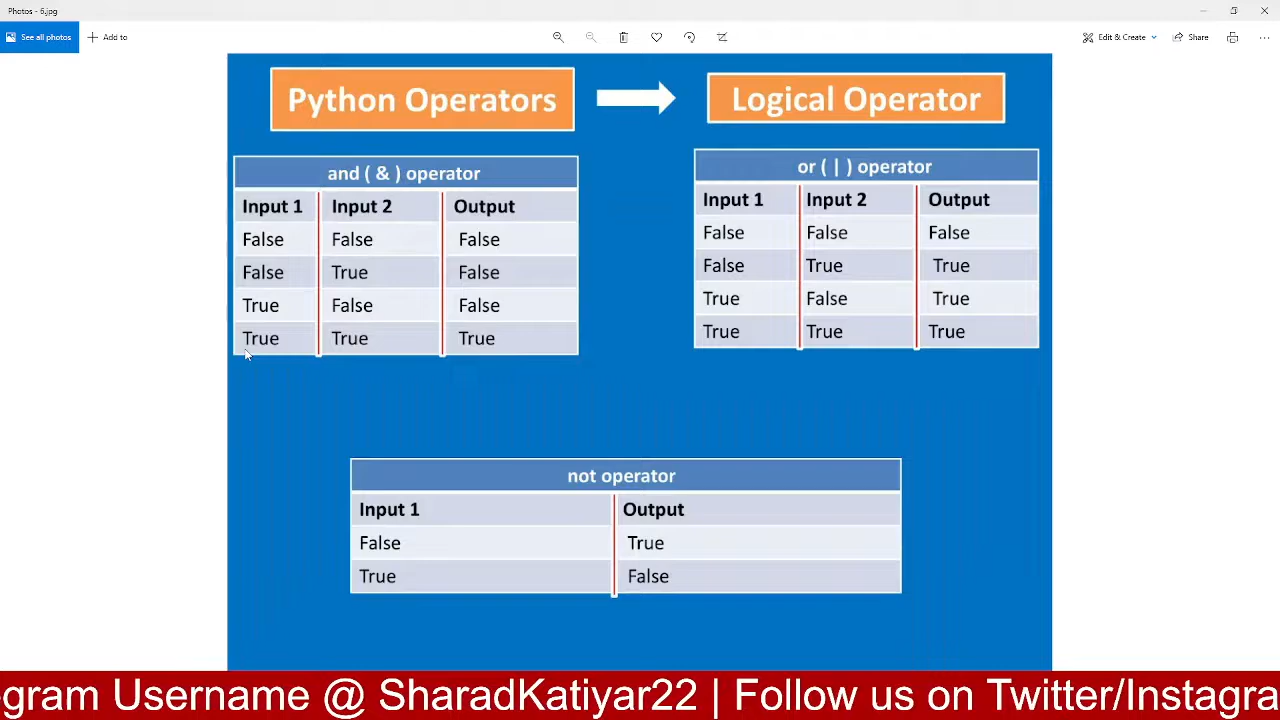 Photos - 6.jpg
See all photos
Add to
Edit & Create
Share
Python Operators
Logical Operator
and ( & ) operator
Input 1 Input 2 Output
False False False
False True False
True False False
True True True
or ( | ) operator
Input 1 Input 2 Output
False False False
False True True
True False True
True True True
not operator
Input 1 Output
False True
True False
gram Username @ SharadKatiyar22 | Follow us on Twitter/Instagra